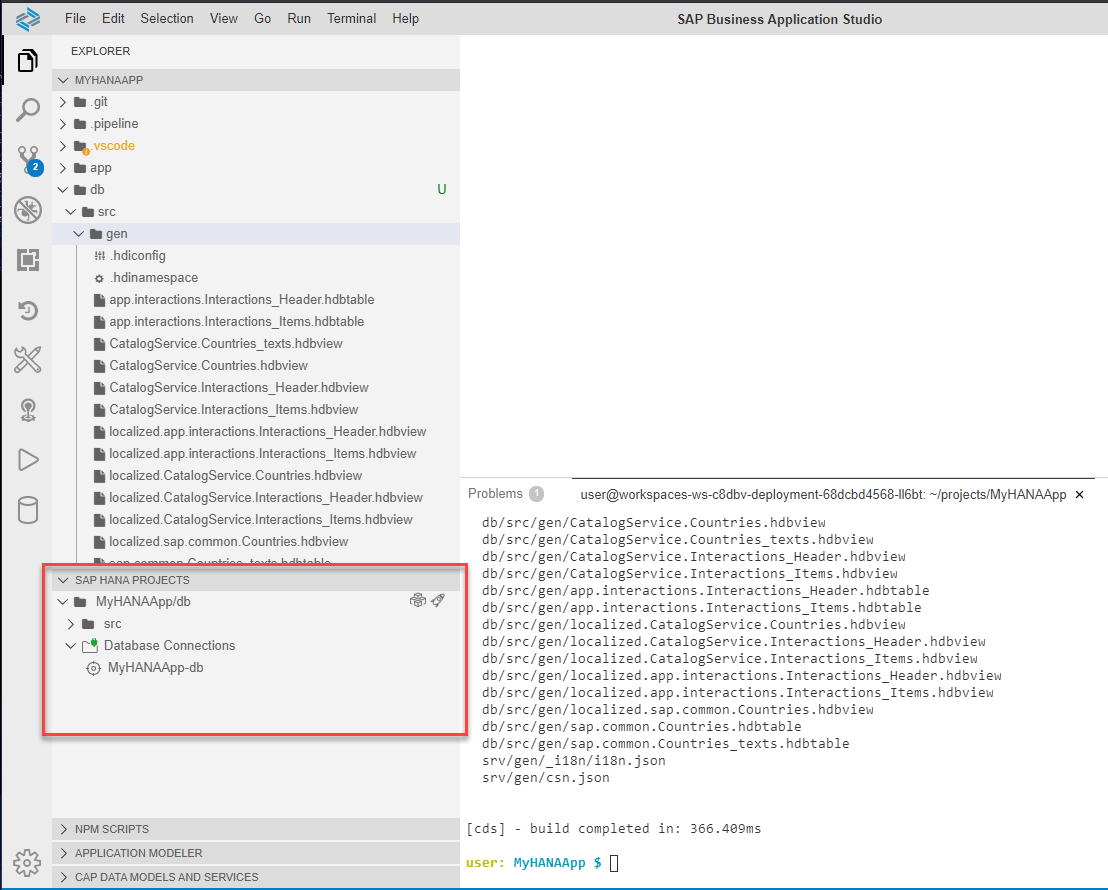 File Edit Selection View Go Run Terminal Help
SAP Business Application Studio
EXPLORER
MYHANAAPP
.git
.pipeline
.vscode
2
app
db U
src
gen
.hdiconfig
.hdinamespace
app.interactions.Interactions_Header.hdbtable
app.interactions.Interactions_Items.hdbtable
CatalogService.Countries_texts.hdbview
CatalogService.Countries.hdbview
CatalogService.Interactions_Header.hdbview
CatalogService.Interactions_Items.hdbview
localized.app.interactions.Interactions_Header.hdbview
localized.app.interactions.Interactions_Items.hdbview
localized.CatalogService.Countries.hdbview
localized.CatalogService.Interactions_Header.hdbview
localized.CatalogService.Interactions_Items.hdbview
localized.sap.common.Countries.hdbview
sap.common.Countries_texts.hdbtable
SAP HANA PROJECTS
MyHANAApp/db
src
Database Connections
MyHANAApp-db
NPM SCRIPTS
APPLICATION MODELER
CAP DATA MODELS AND SERVICES
Problems 1
user@workspaces-ws-c8dbv-deployment-68dcbd4568-ll6bt: ~/projects/MyHANAApp ×
db/src/gen/CatalogService.Countries.hdbview
db/src/gen/CatalogService.Countries_texts.hdbview
db/src/gen/CatalogService.Interactions_Header.hdbview
db/src/gen/CatalogService.Interactions_Items.hdbview
db/src/gen/app.interactions.Interactions_Header.hdbtable
db/src/gen/app.interactions.Interactions_Items.hdbtable
db/src/gen/localized.CatalogService.Countries.hdbview
db/src/gen/localized.CatalogService.Interactions_Header.hdbview
db/src/gen/localized.CatalogService.Interactions_Items.hdbview
db/src/gen/localized.app.interactions.Interactions_Header.hdbview
db/src/gen/localized.app.interactions.Interactions_Items.hdbview
db/src/gen/localized.sap.common.Countries.hdbview
db/src/gen/sap.common.Countries.hdbtable
db/src/gen/sap.common.Countries_texts.hdbtable
srv/gen/_i18n/i18n.json
srv/gen/csn.json
[cds] - build completed in: 366.409ms
user: MyHANAApp $